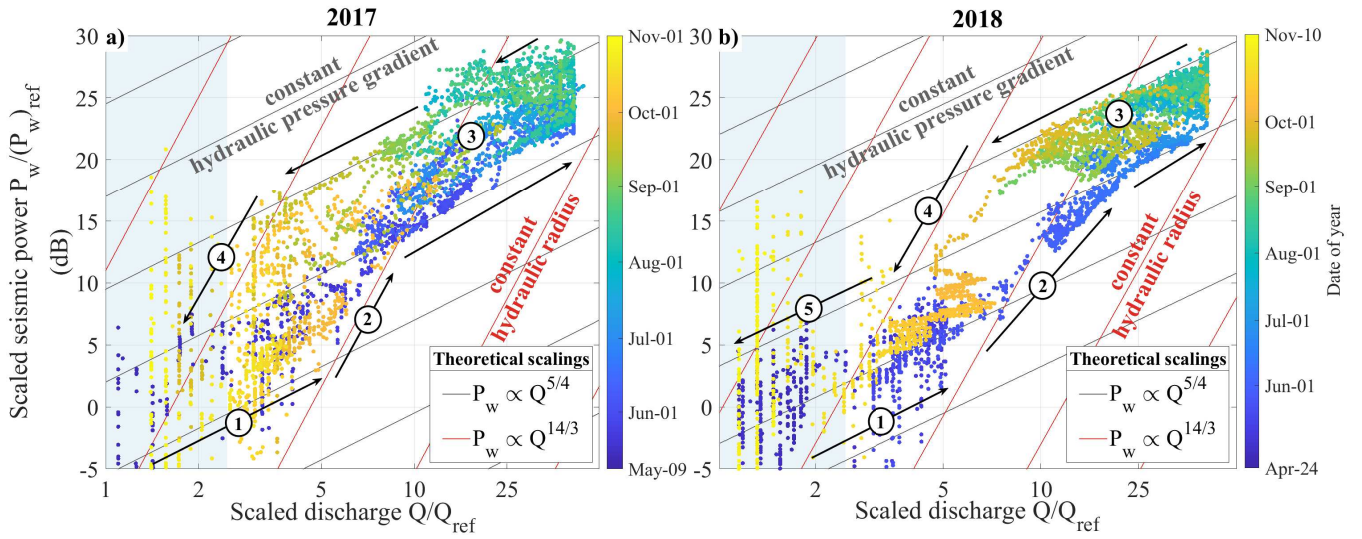 2017
2018
a)
b)
30
25
20
15
10
5
0
-5
Scaled seismic power P_w/(P_w)_ref
(dB)
constant
hydraulic pressure gradient
constant
hydraulic radius
1
2
3
4
Theoretical scalings
P_w ∝ Q^5/4
P_w ∝ Q^14/3
1
2
5
10
25
Scaled discharge Q/Q_ref
Nov-01
Oct-01
Sep-01
Aug-01
Jul-01
Jun-01
May-09
30
25
20
15
10
5
0
-5
constant
hydraulic pressure gradient
constant
hydraulic radius
1
2
3
4
5
Theoretical scalings
P_w ∝ Q^5/4
P_w ∝ Q^14/3
2
5
10
25
Scaled discharge Q/Q_ref
Nov-10
Oct-01
Sep-01
Aug-01
Jul-01
Jun-01
Apr-24
Date of year